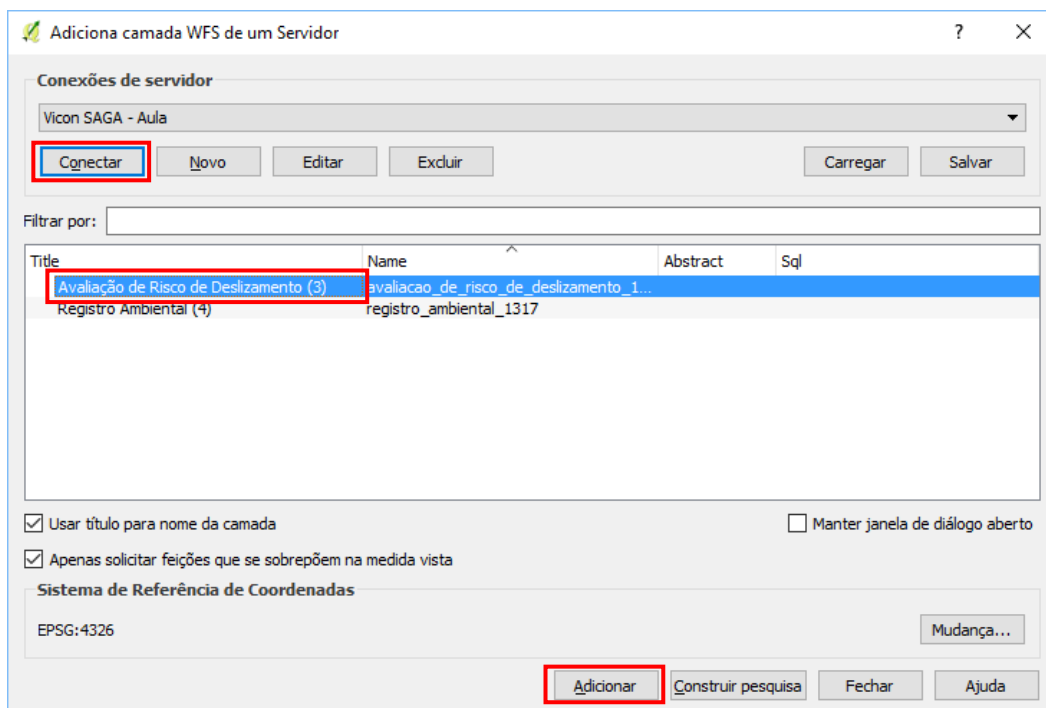 Adiciona camada WFS de um Servidor ?
Conexões de servidor
Vicon SAGA - Aula
Conectar Novo Editar Excluir Carregar Salvar
Filtrar por:
Title Name Abstract Sql
Avaliação de Risco de Deslizamento (3) avaliacao_de_risco_de_deslizamento_1...
Registro Ambiental (4) registro_ambiental_1317
Usar título para nome da camada Manter janela de diálogo aberto
Apenas solicitar feições que se sobrepõem na medida vista
Sistema de Referência de Coordenadas
EPSG:4326 Mudança...
Adicionar Construir pesquisa Fechar Ajuda